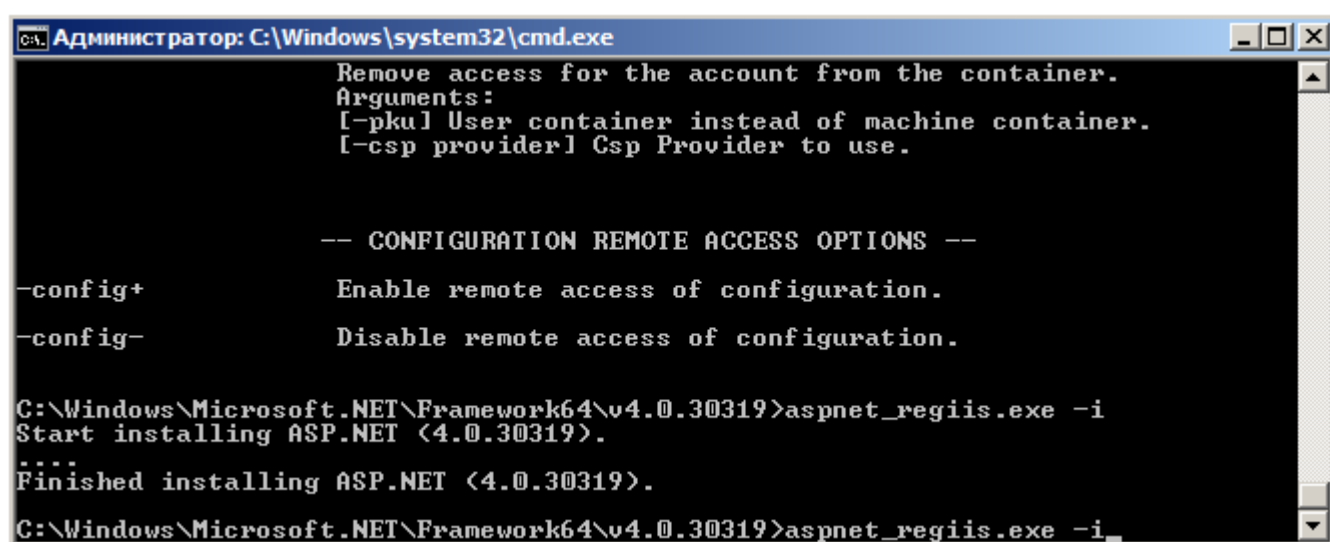 Администратор: C:\Windows\system32\cmd.exe
Remove access for the account from the container.
Arguments:
[-pku] User container instead of machine container.
[-csp provider] Csp Provider to use.
-- CONFIGURATION REMOTE ACCESS OPTIONS --
-config+ Enable remote access of configuration.
-config- Disable remote access of configuration.
C:\Windows\Microsoft.NET\Framework64\v4.0.30319>aspnet_regiis.exe -i
Start installing ASP.NET (4.0.30319).
....
Finished installing ASP.NET (4.0.30319).
C:\Windows\Microsoft.NET\Framework64\v4.0.30319>aspnet_regiis.exe -i_